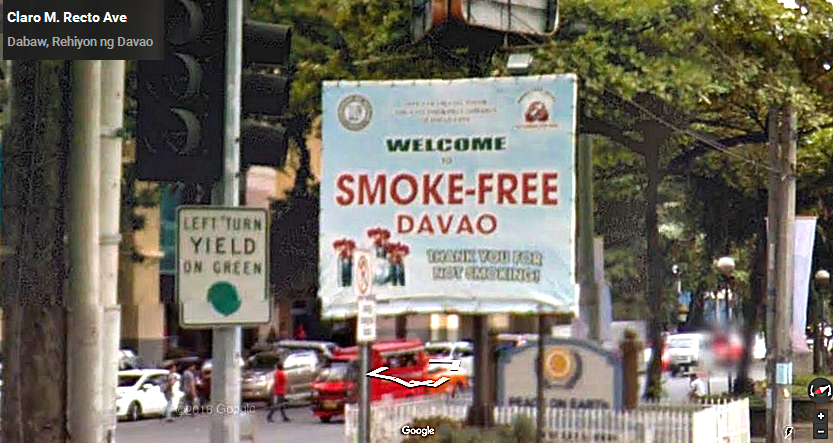 Claro M. Recto Ave
Dabaw, Rehiyon ng Davao
WELCOME
TO
SMOKE-FREE
DAVAO
THANK YOU FOR
NOT SMOKING!
LEFT TURN
YIELD
ON GREEN
PEACE ON EARTH
© 2016 Google
Google